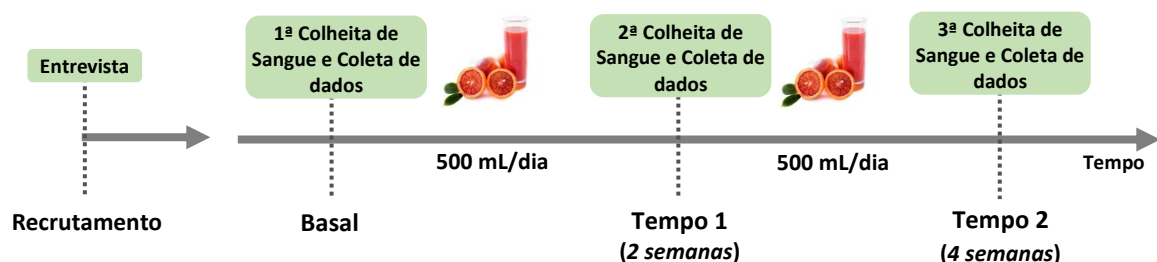 Entrevista
1ª Colheita de
Sangue e Coleta de
dados
2ª Colheita de
Sangue e Coleta de
dados
3ª Colheita de
Sangue e Coleta de
dados
500 mL/dia
500 mL/dia
Tempo
Recrutamento
Basal
Tempo 1
(2 semanas)
Tempo 2
(4 semanas)